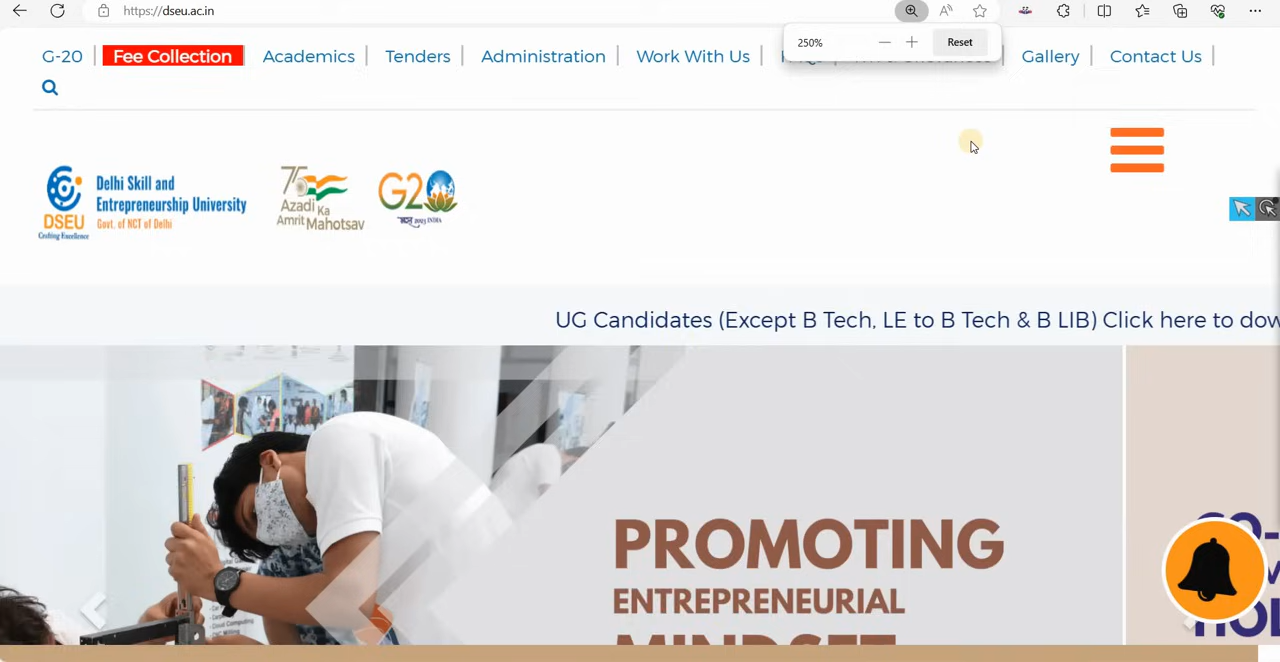 https://dseu.ac.in
250%
Reset
G-20
Fee Collection
Academics
Tenders
Administration
Work With Us
Gallery
Contact Us
DSEU
Delhi Skill and
Entrepreneurship University
Govt. of NCT of Delhi
75
Azadi
Ka
Amrit Mahotsav
G20
UG Candidates (Except B Tech, LE to B Tech & B LIB) Click here to dow
PROMOTING
ENTREPRENEURIAL
MINDSET